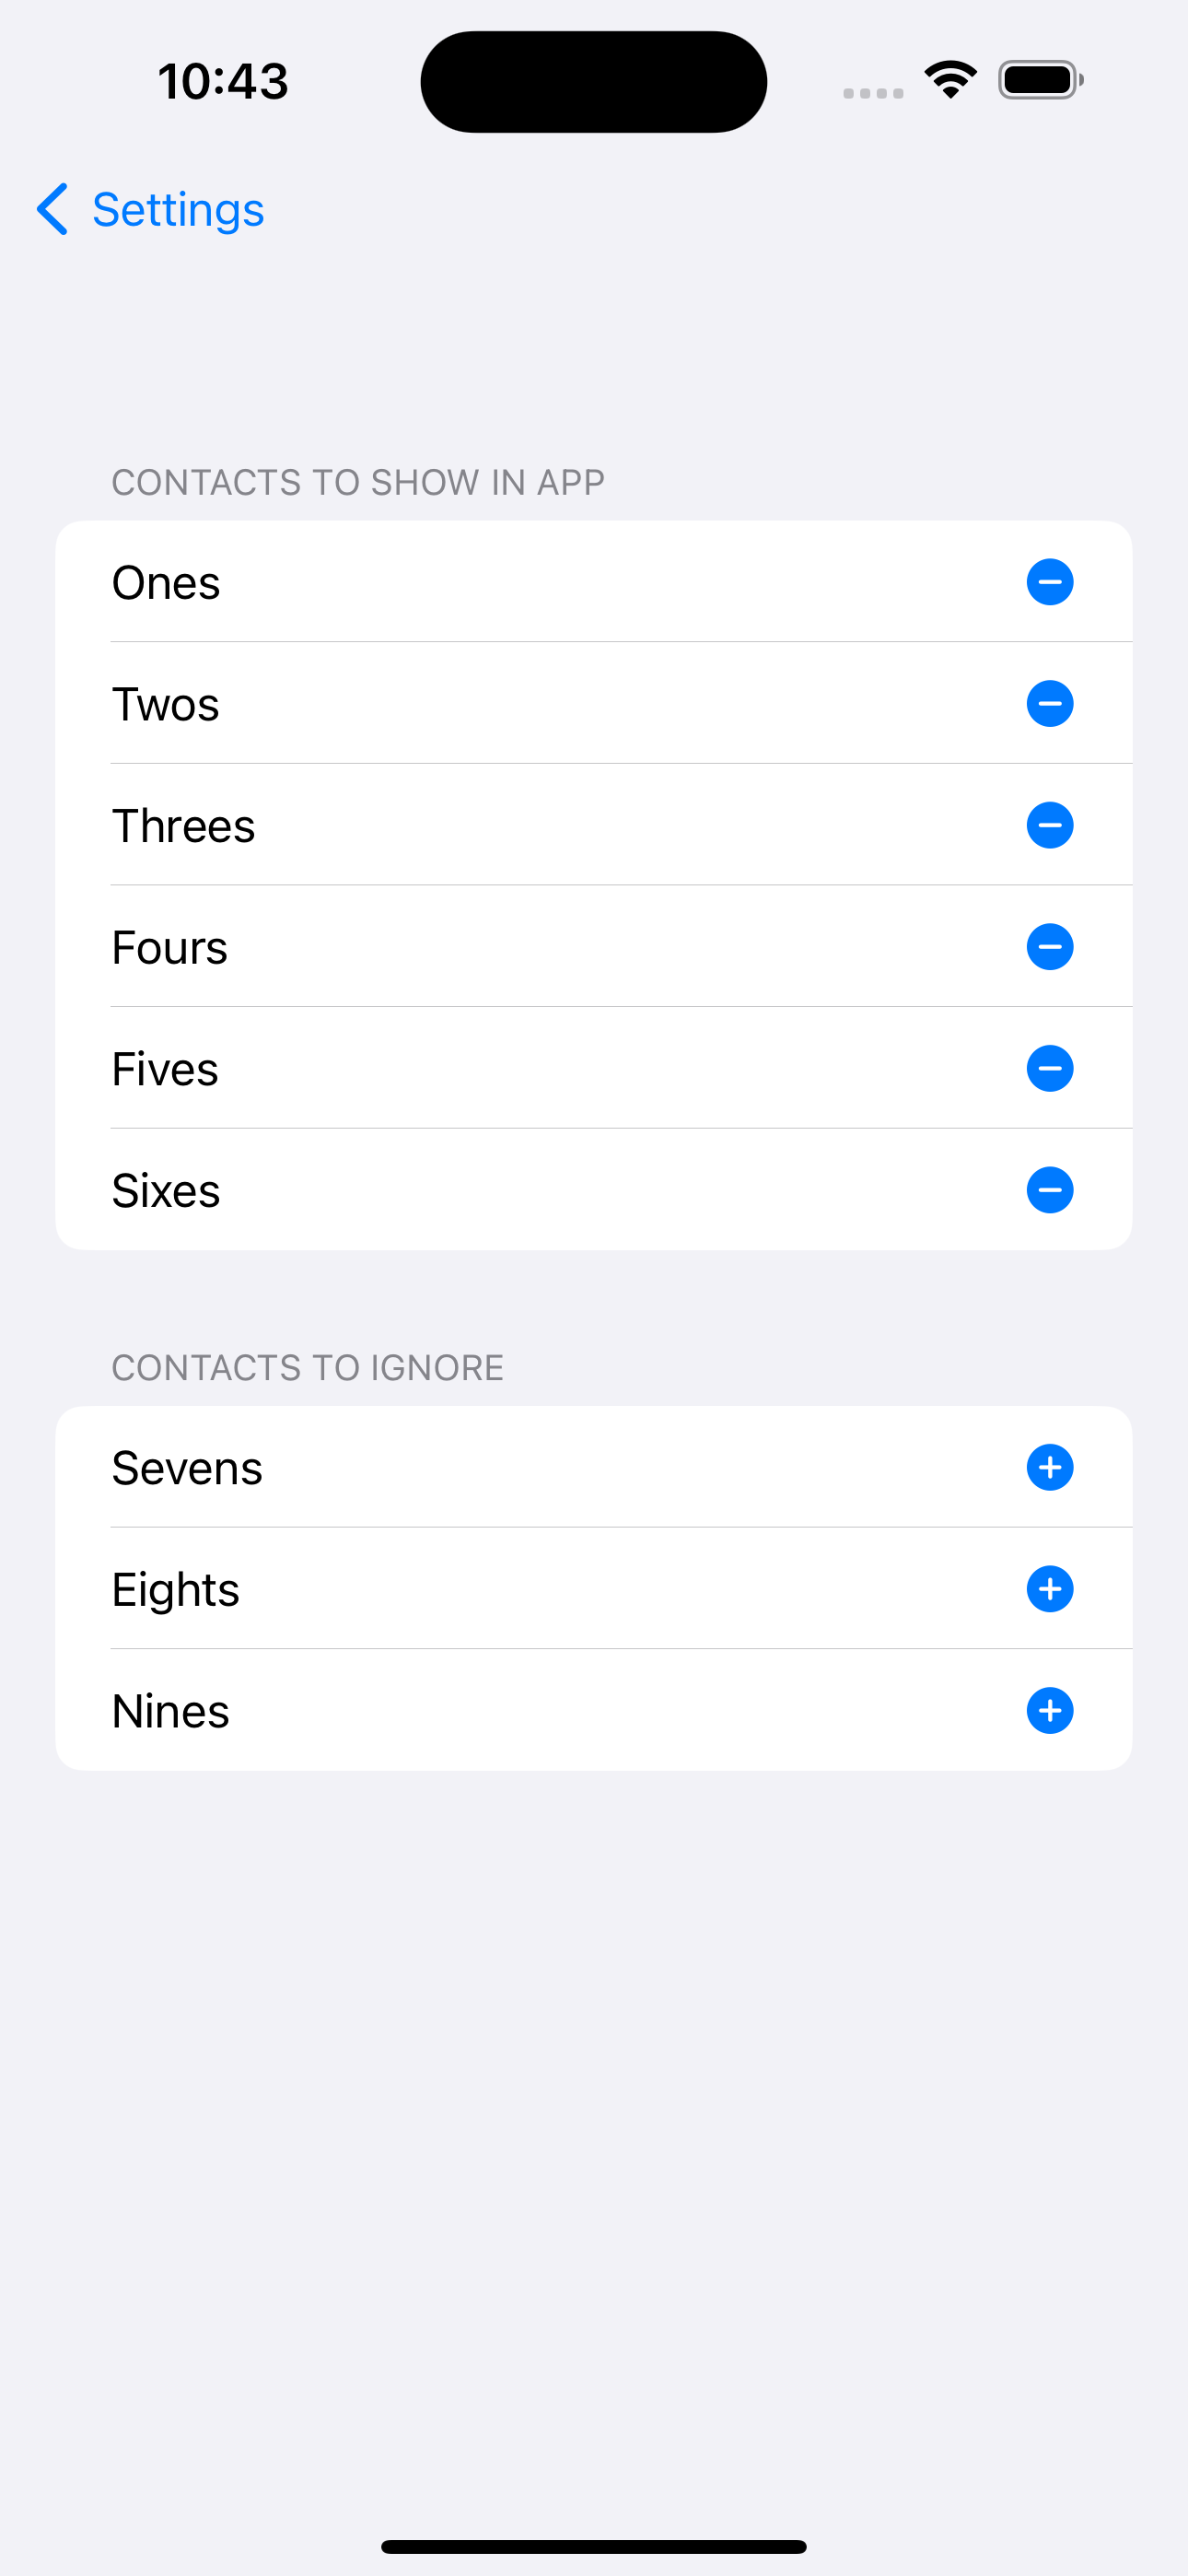 10:43
Settings
CONTACTS TO SHOW IN APP
Ones
Twos
Threes
Fours
Fives
Sixes
CONTACTS TO IGNORE
Sevens
Eights
Nines